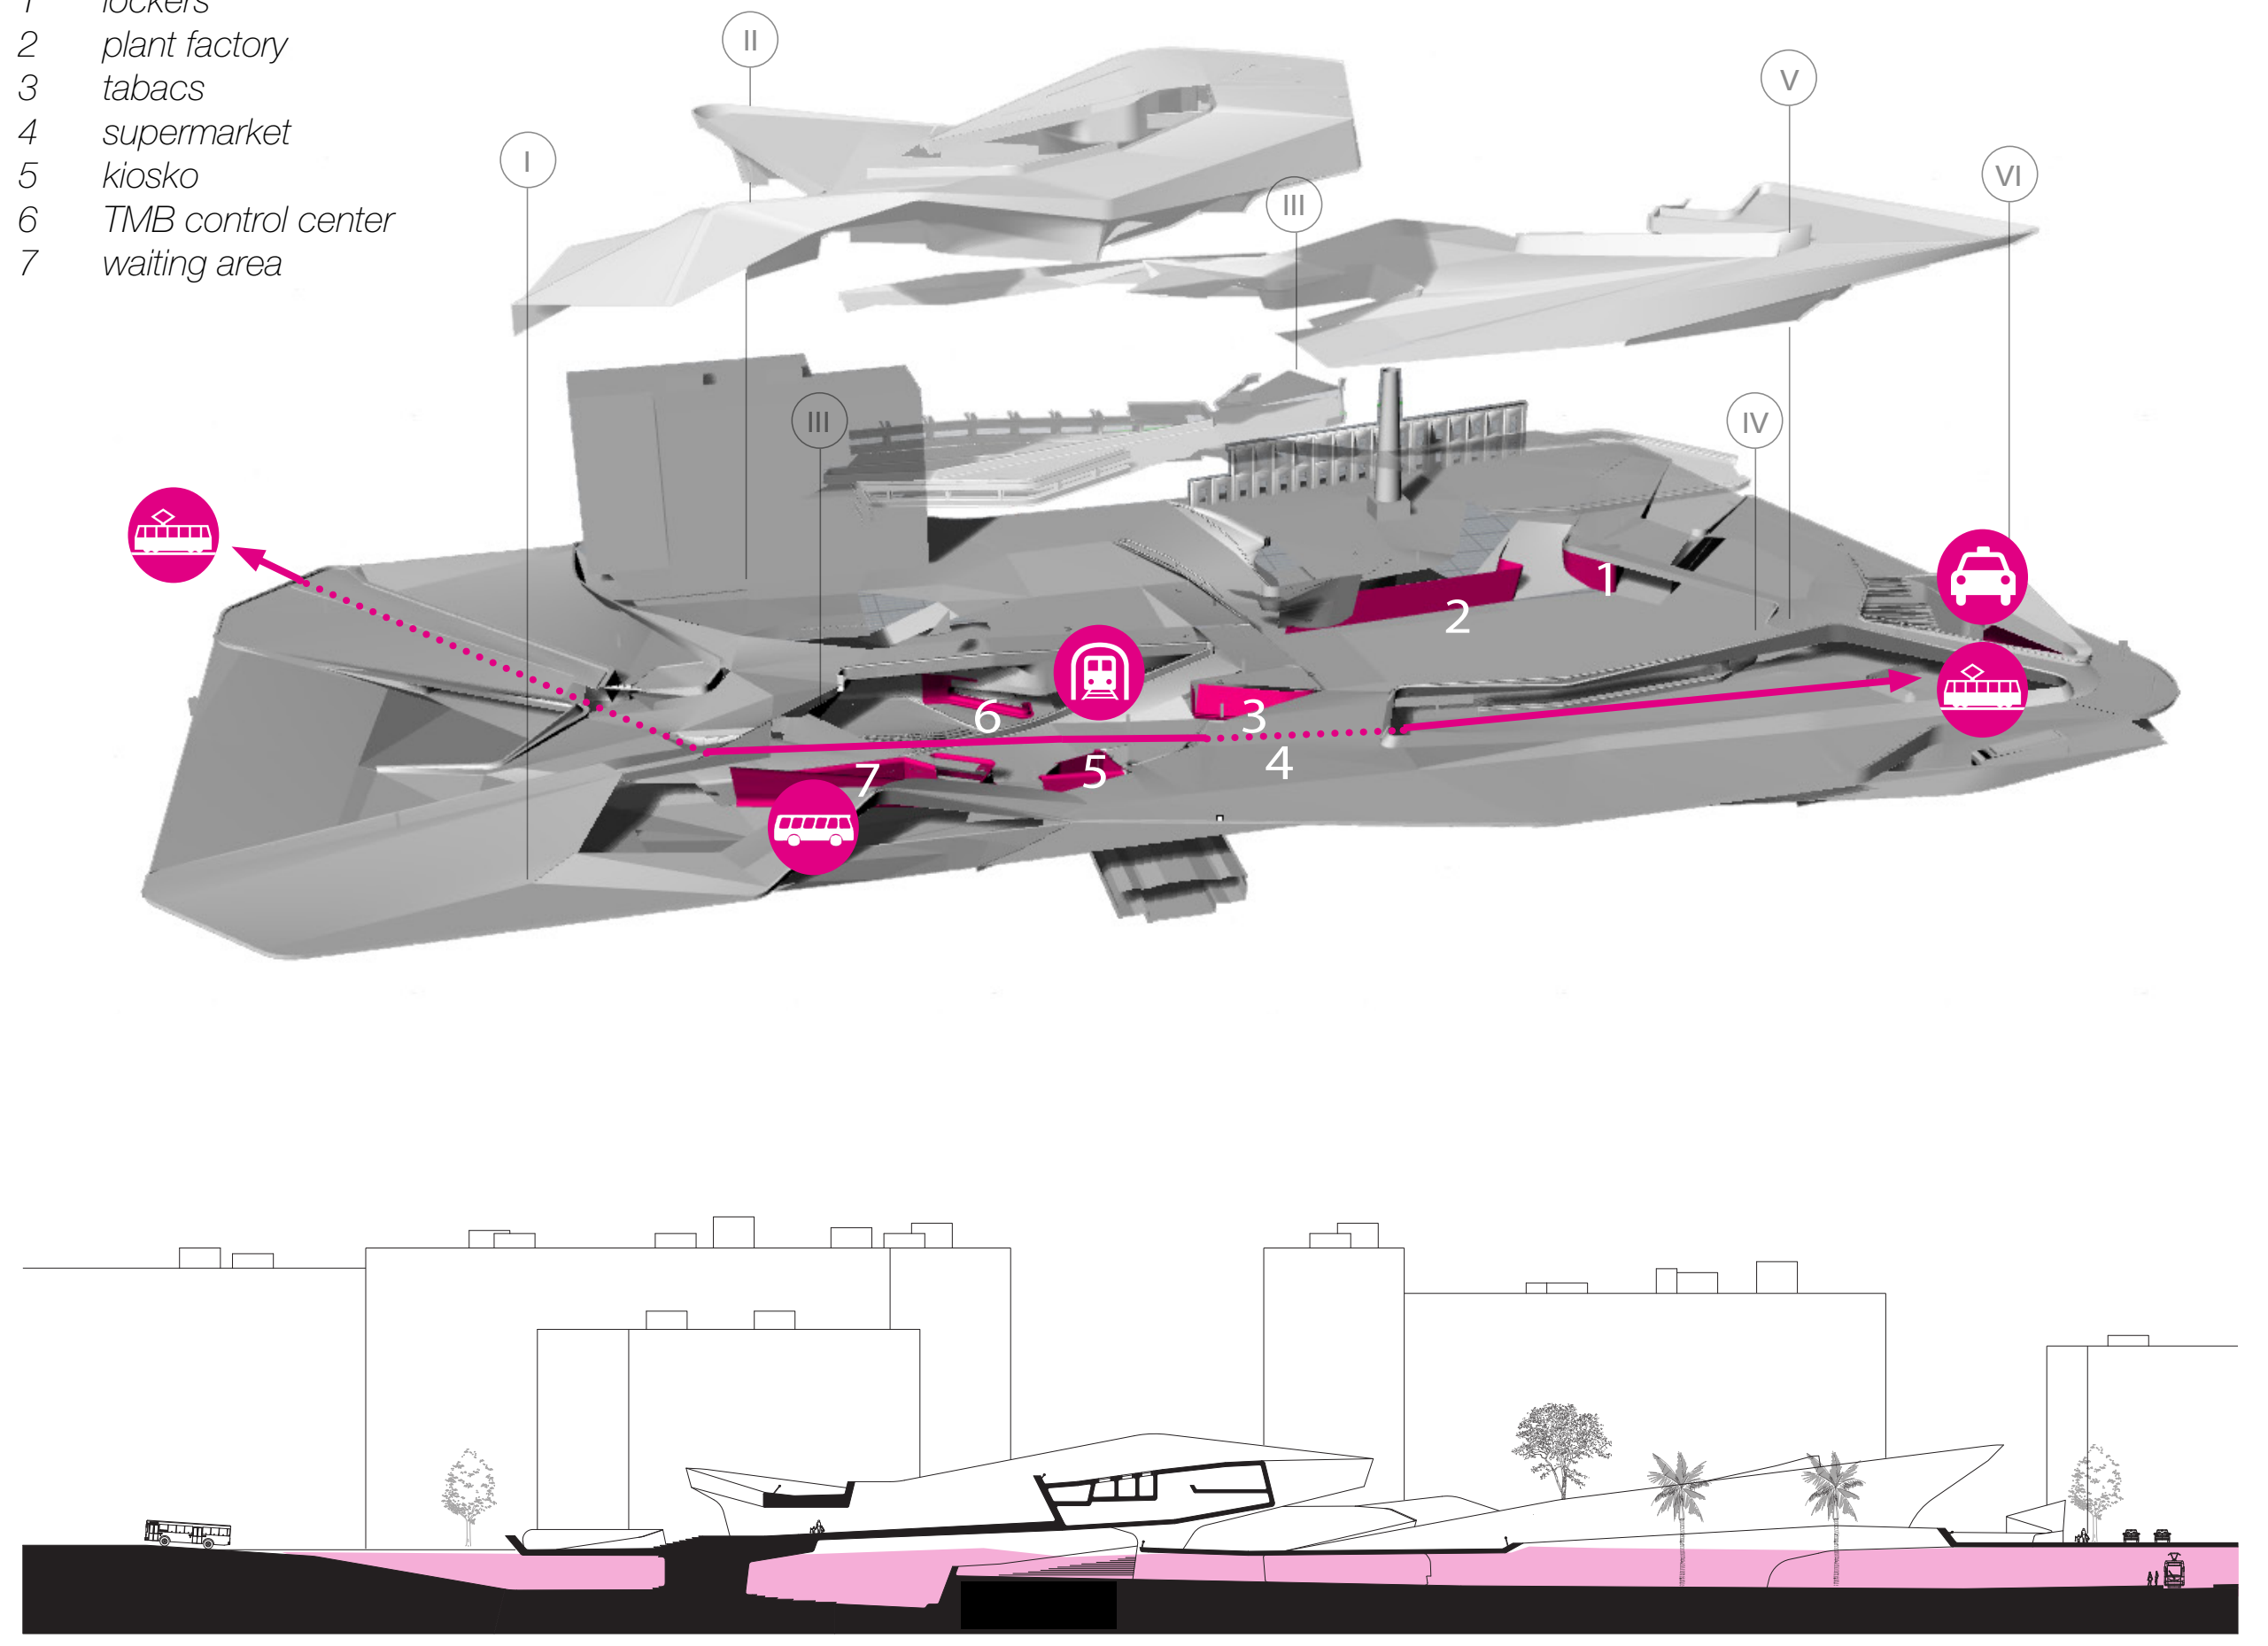 1 lockers
2 plant factory
3 tabacs
4 supermarket
5 kiosko
6 TMB control center
7 waiting area
II
V
I
VI
III
III
IV
1
2
6
3
4
7
5